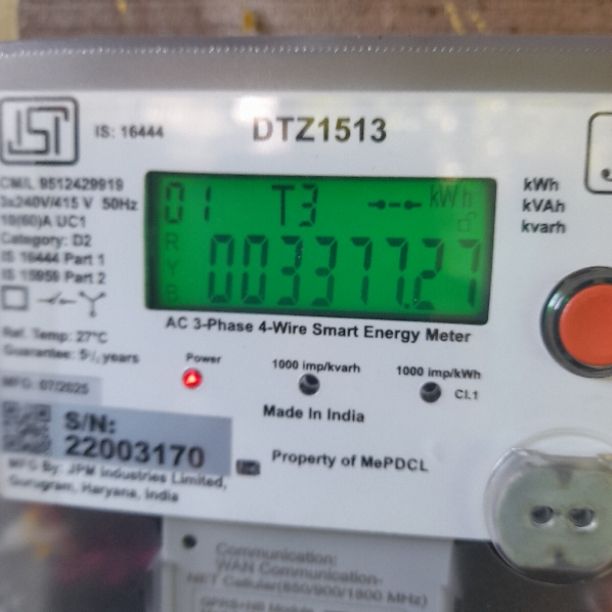 IS: 16444
DTZ1513
CM/L 9512429919
3x240V/415 V 50Hz
10(60)A UC1
Category: D2
IS 16444 Part 1
IS 15959 Part 2
01 T3 kWh
R
Y
B
003377.27
kWh
kVAh
kvarh
AC 3-Phase 4-Wire Smart Energy Meter
Ref. Temp: 27°C
Guarantee: 5½ years
MFG: 07/2025
Power
1000 imp/kvarh
1000 imp/kWh
Cl.1
Made In India
S/N:
22003170
Property of MePDCL
MFG By: JPM Industries Limited,
Gurugram, Haryana, India
Communication:
WAN Communication-
Cellular(850/900/1800 MHz)